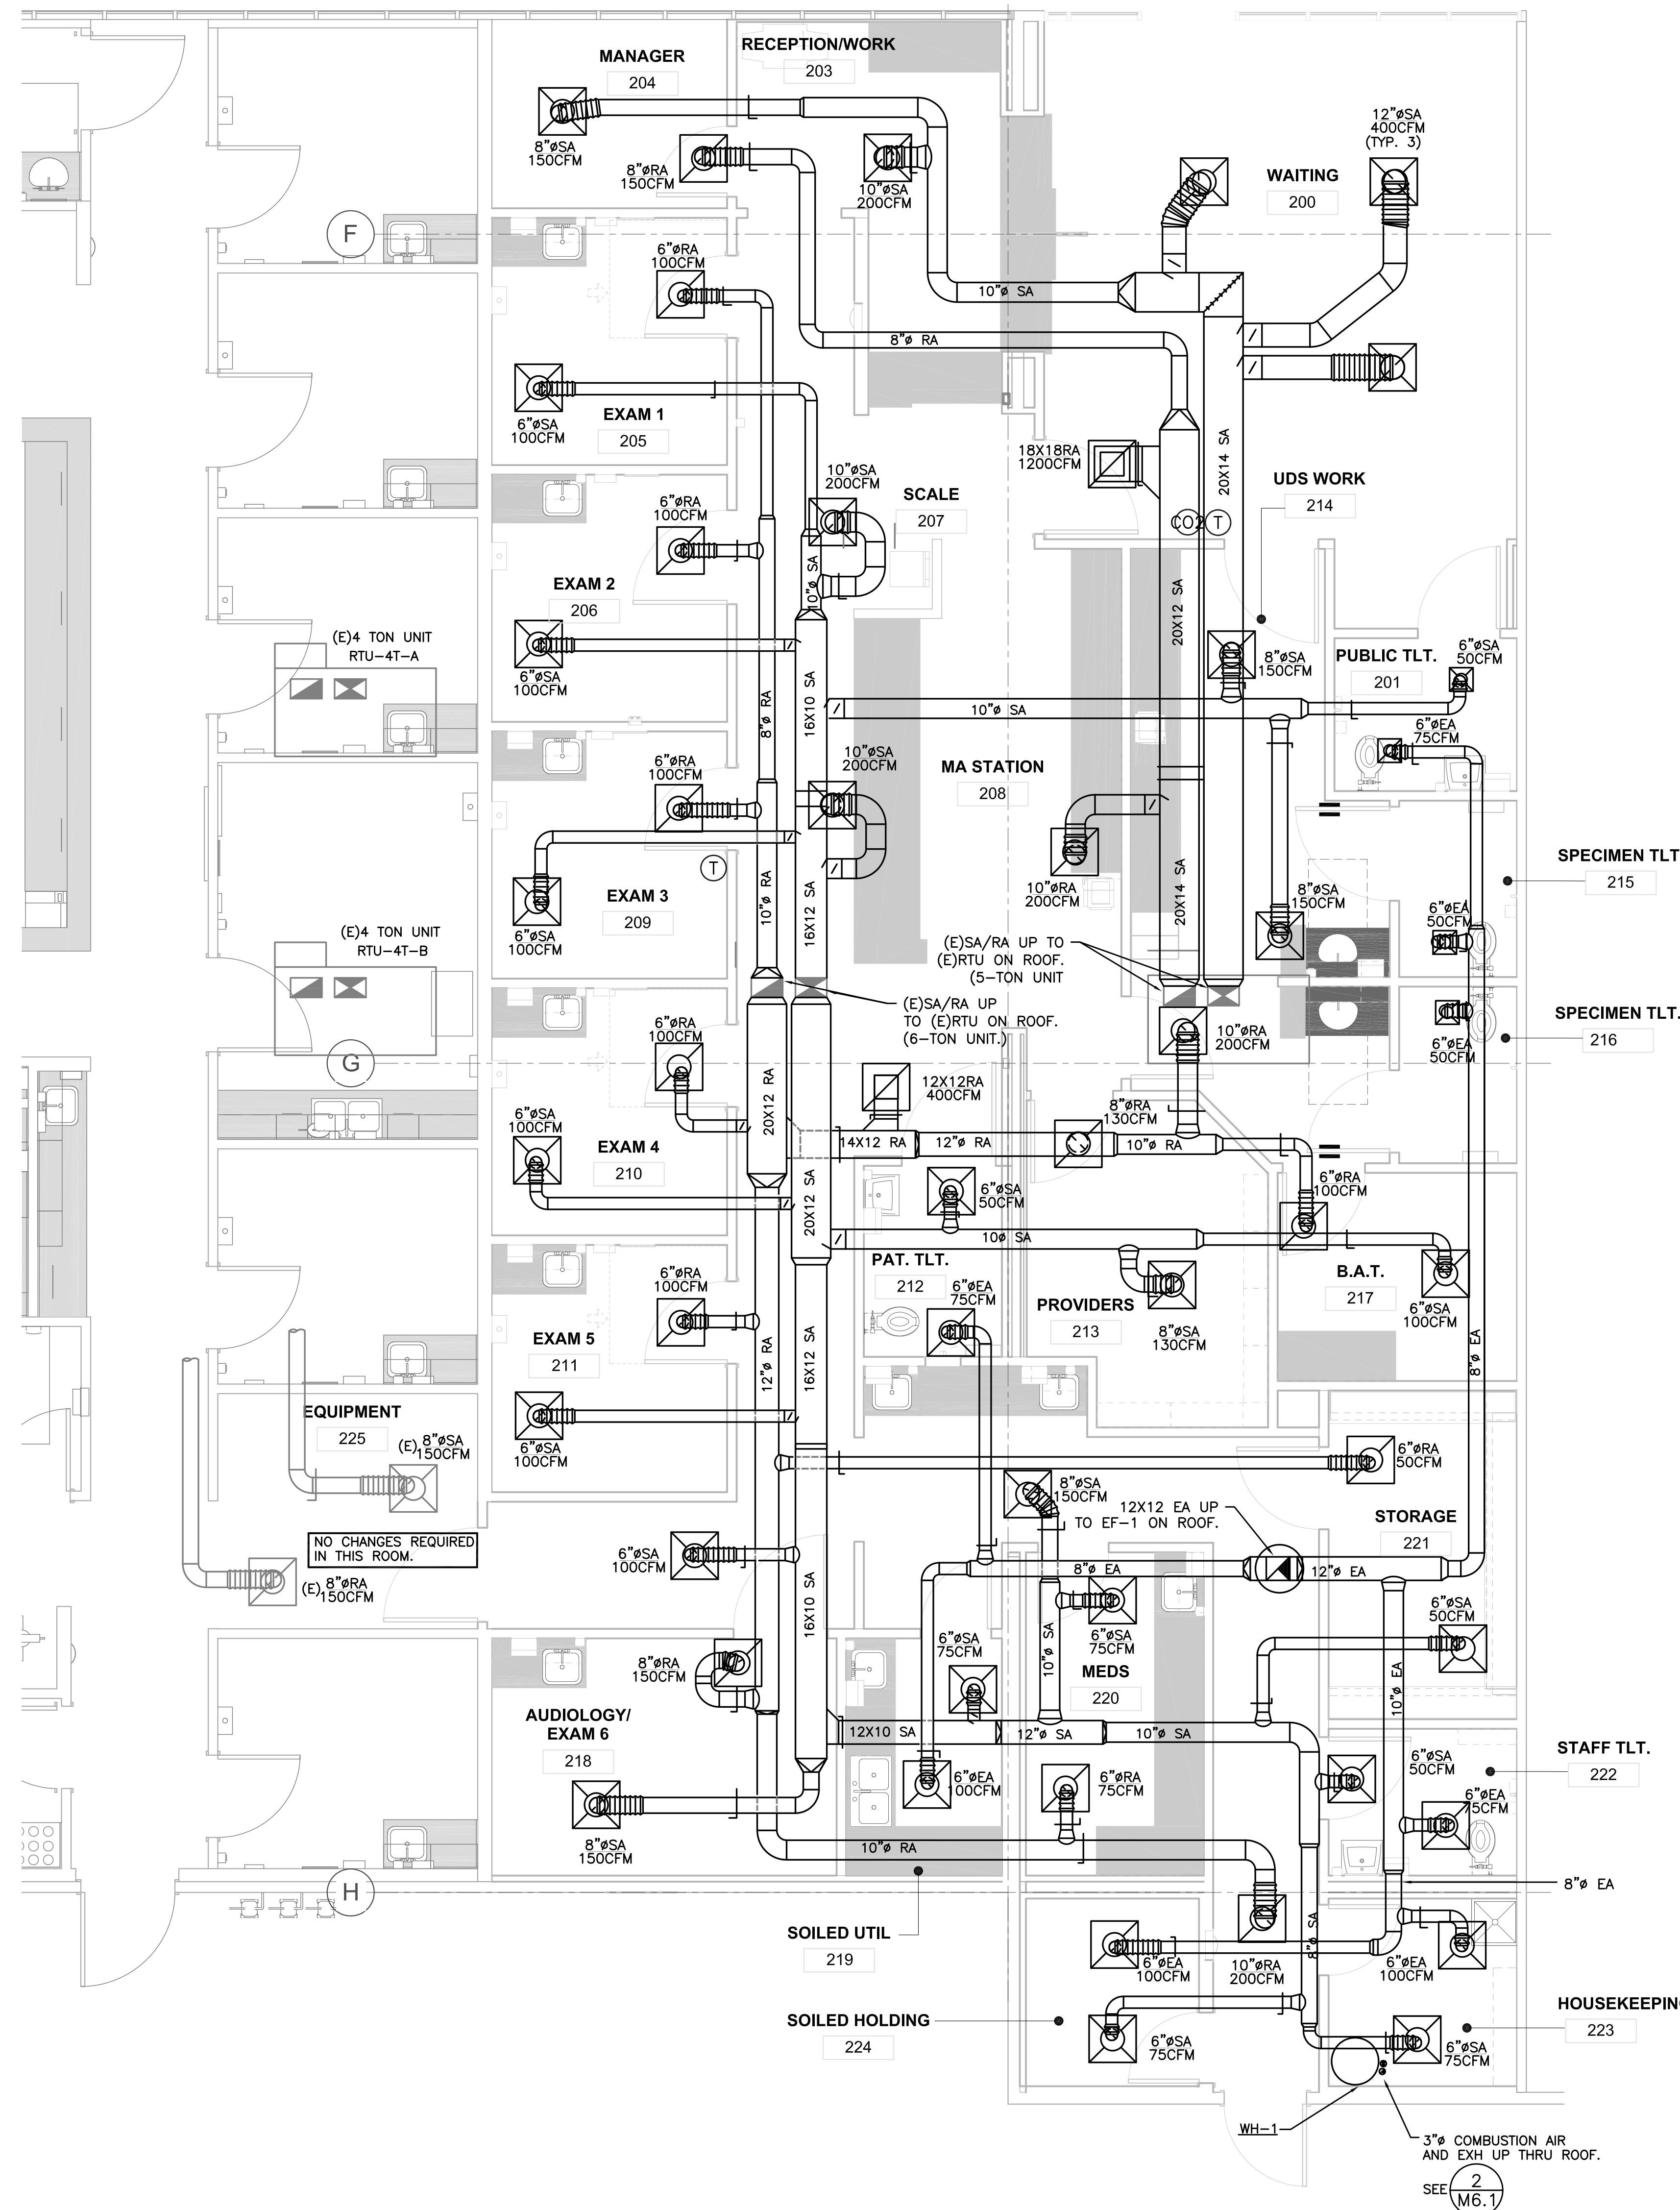 MANAGER
204
RECEPTION/WORK
203
8"øSA
150CFM
8"øRA
150CFM
10"øSA
200CFM
12"øSA
400CFM
(TYP. 3)
WAITING
200
F
6"øRA
100CFM
10"ø SA
8"ø RA
6"øSA
100CFM
EXAM 1
205
18X18RA
1200CFM
20X14 SA
10"øSA
200CFM
SCALE
207
UDS WORK
214
CO2
T
6"øRA
100CFM
10"ø SA
EXAM 2
206
20X12 SA
(E)4 TON UNIT
RTU-4T-A
6"øSA
100CFM
8"øSA
150CFM
PUBLIC TLT.
201
6"øSA
50CFM
8"ø RA
16X10 SA
10"ø SA
6"øEA
75CFM
6"øRA
100CFM
10"øSA
200CFM
MA STATION
208
T
EXAM 3
209
10"ø RA
16X12 SA
10"øRA
200CFM
20X14 SA
8"øSA
150CFM
SPECIMEN TLT
215
6"øEA
50CFM
6"øSA
100CFM
(E)4 TON UNIT
RTU-4T-B
(E)SA/RA UP TO
(E)RTU ON ROOF.
(5-TON UNIT
(E)SA/RA UP
TO (E)RTU ON ROOF.
(6-TON UNIT.)
SPECIMEN TLT.
216
6"øEA
50CFM
6"øRA
100CFM
10"øRA
200CFM
G
12X12RA
400CFM
8"øRA
130CFM
20X12 RA
6"øSA
100CFM
14X12 RA
12"ø RA
10"ø RA
EXAM 4
210
6"øSA
50CFM
6"øRA
100CFM
20X12 SA
10ø SA
PAT. TLT.
212
B.A.T.
217
6"øRA
100CFM
6"øEA
75CFM
PROVIDERS
213
6"øSA
100CFM
EXAM 5
211
8"øSA
130CFM
12"ø RA
16X12 SA
8"ø EA
EQUIPMENT
225
(E) 8"øSA
150CFM
6"øSA
100CFM
6"øRA
50CFM
8"øSA
150CFM
12X12 EA UP
TO EF-1 ON ROOF.
STORAGE
221
NO CHANGES REQUIRED
IN THIS ROOM.
6"øSA
100CFM
8"ø EA
12"ø EA
(E) 8"øRA
150CFM
16X10 SA
6"øSA
50CFM
6"øSA
75CFM
6"øSA
75CFM
8"øRA
150CFM
10"ø SA
MEDS
220
10"ø EA
AUDIOLOGY/
EXAM 6
218
12X10 SA
12"ø SA
10"ø SA
STAFF TLT.
222
6"øSA
50CFM
6"øEA
100CFM
6"øRA
75CFM
6"øEA
75CFM
8"øSA
150CFM
10"ø RA
8"ø EA
H
SOILED UTIL
219
8"ø SA
6"øEA
100CFM
10"øRA
200CFM
6"øEA
100CFM
SOILED HOLDING
224
HOUSEKEEPING
223
6"øSA
75CFM
6"øSA
75CFM
WH-1
3"ø COMBUSTION AIR
AND EXH UP THRU ROOF.
SEE 2
M6.1